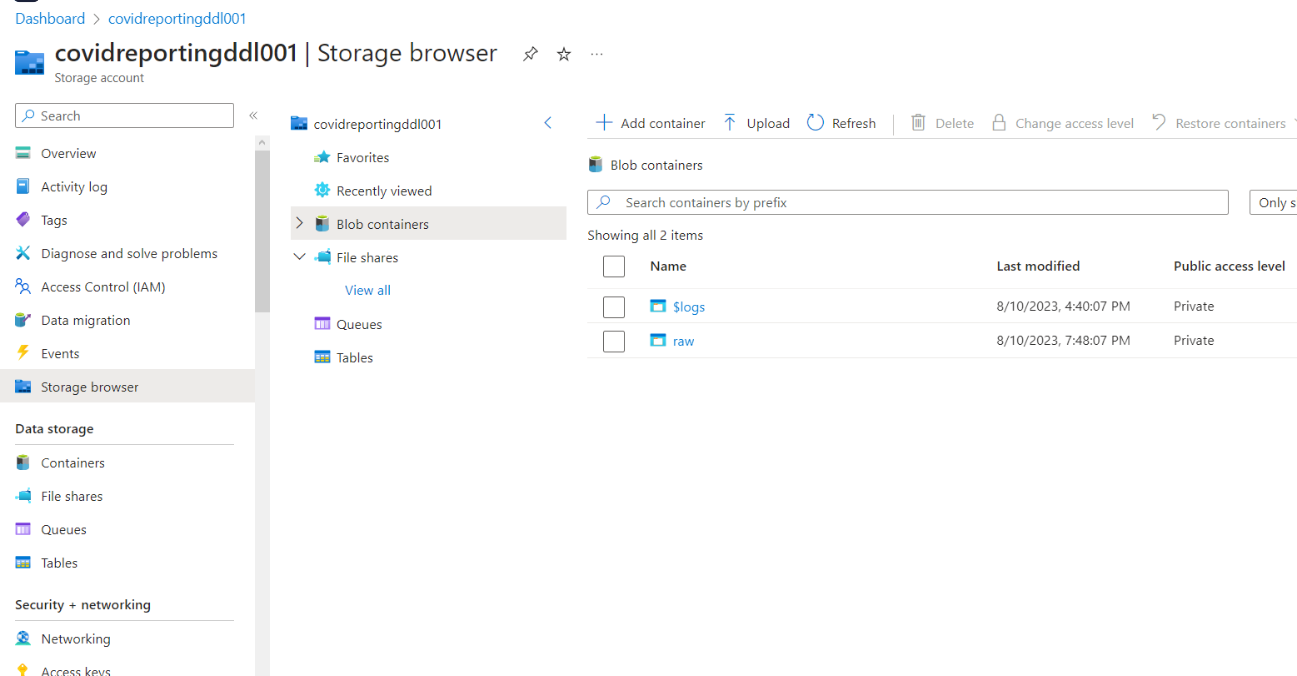 Dashboard > covidreportingddl001
covidreportingddl001 | Storage browser ...
Storage account
Search «
Overview
Activity log
Tags
Diagnose and solve problems
Access Control (IAM)
Data migration
Events
Storage browser
Data storage
Containers
File shares
Queues
Tables
Security + networking
Networking
Access keys
covidreportingddl001
Favorites
Recently viewed
Blob containers
File shares
View all
Queues
Tables
Add container Upload Refresh Delete Change access level Restore containers
Blob containers
Search containers by prefix Only s
Showing all 2 items
Name Last modified Public access level
$logs 8/10/2023, 4:40:07 PM Private
raw 8/10/2023, 7:48:07 PM Private